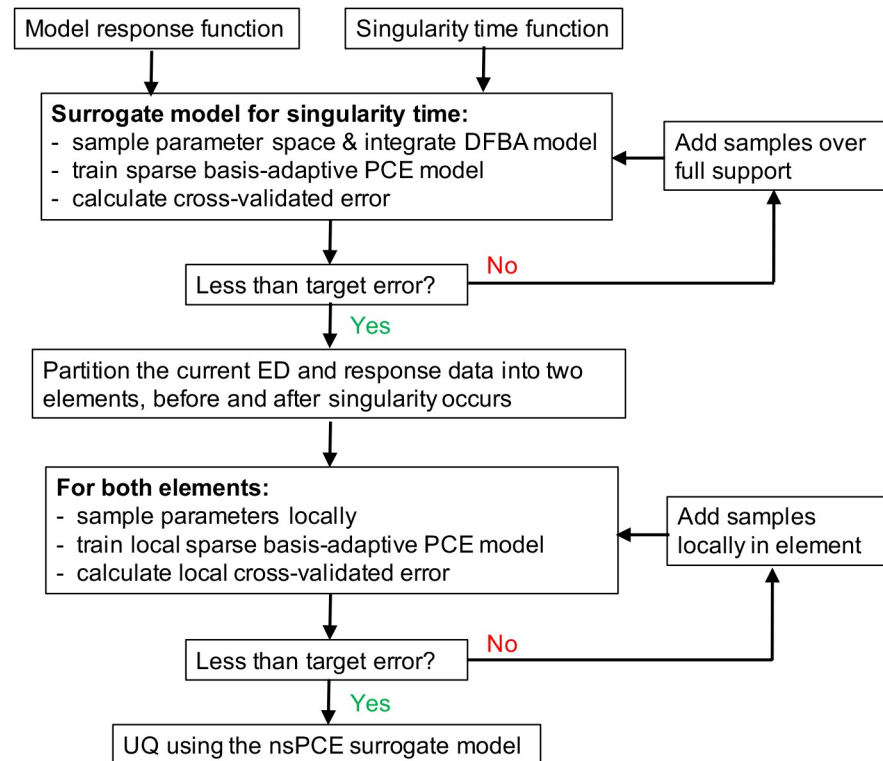 Model response function
Singularity time function
Surrogate model for singularity time:
- sample parameter space & integrate DFBA model
- train sparse basis-adaptive PCE model
- calculate cross-validated error
Add samples over
full support
Less than target error?
No
Yes
Partition the current ED and response data into two
elements, before and after singularity occurs
For both elements:
- sample parameters locally
- train local sparse basis-adaptive PCE model
- calculate local cross-validated error
Add samples
locally in element
Less than target error?
No
Yes
UQ using the nsPCE surrogate model